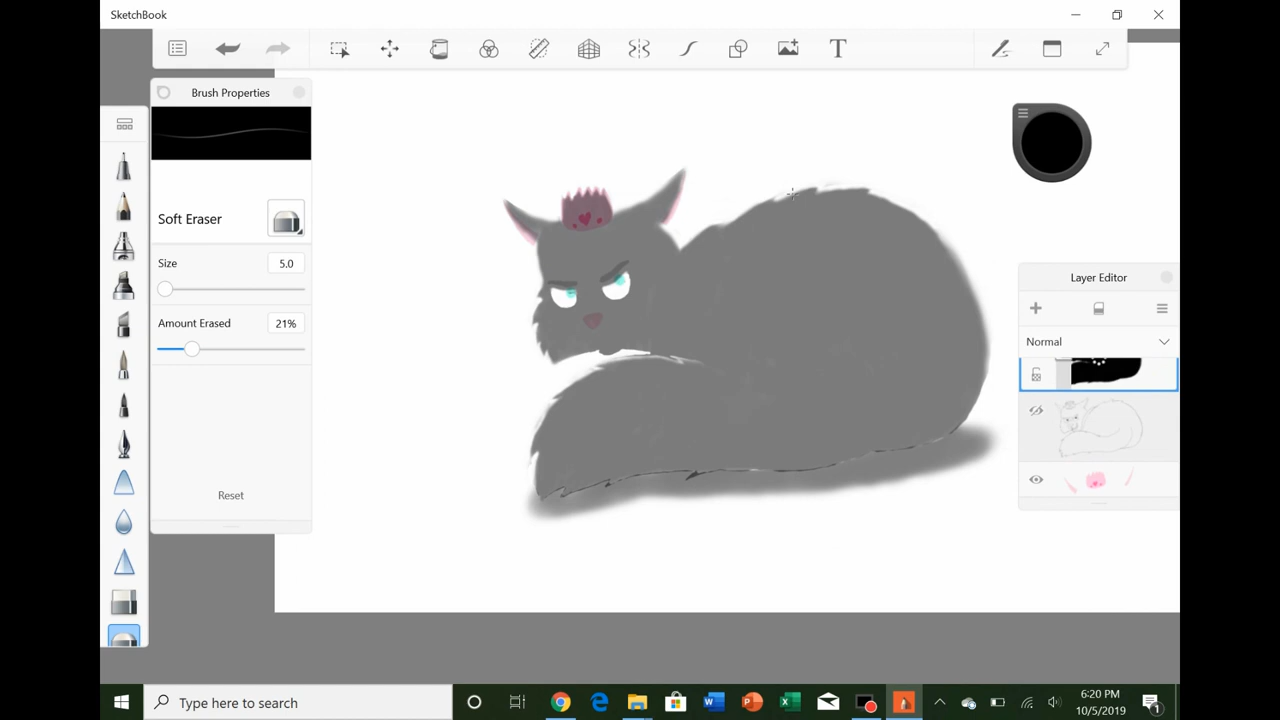 SketchBook
T
Brush Properties
Soft Eraser
Size
5.0
Amount Erased
21%
Reset
Layer Editor
Normal
Type here to search
6:20 PM
10/5/2019
1